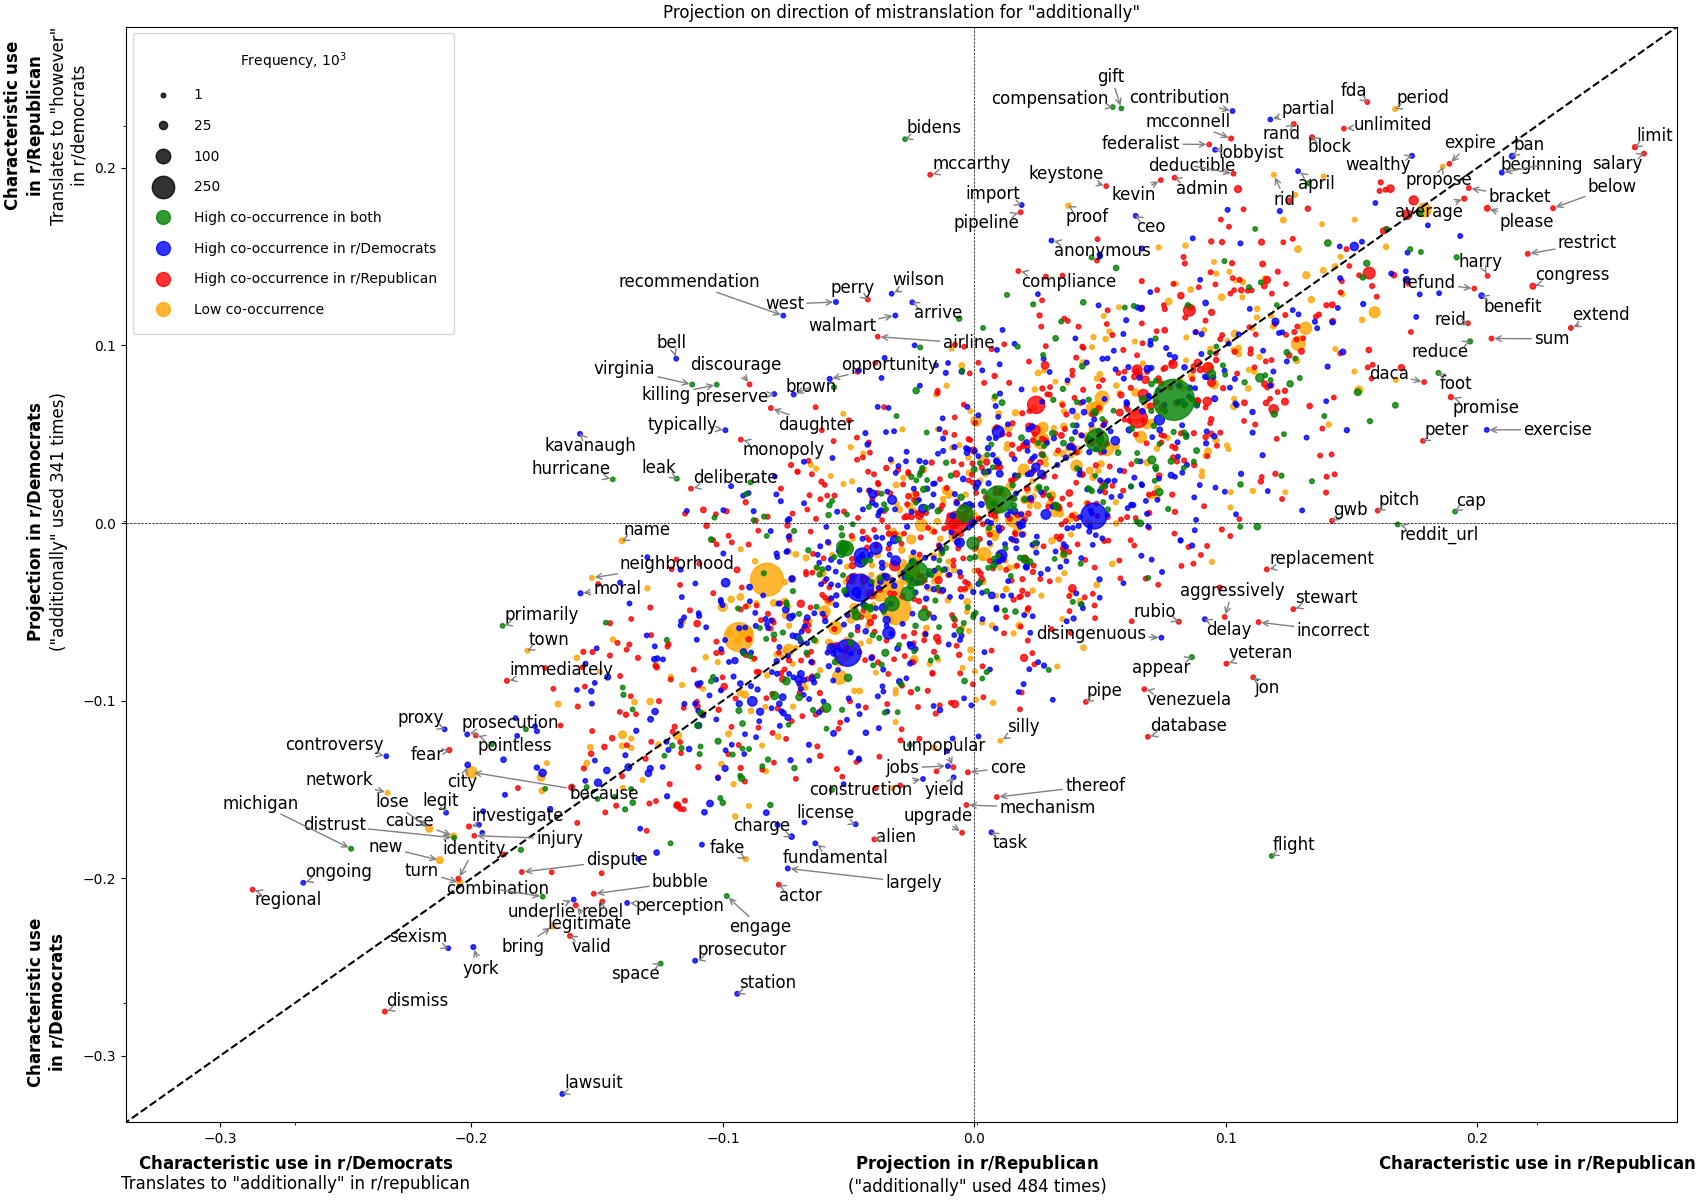 Projection on direction of mistranslation for "additionally"
Characteristic use
in r/Republican
Translates to "however"
in r/democrats
Projection in r/Democrats
("additionally" used 341 times)
Characteristic use
in r/Democrats
Frequency, 10³
1
25
100
250
High co-occurrence in both
High co-occurrence in r/Democrats
High co-occurrence in r/Republican
Low co-occurrence
0.2
0.1
0.0
−0.1
−0.2
−0.3
gift
compensation
contribution
fda
period
partial
bidens
mcconnell
rand
unlimited
federalist
lobbyist
block
expire
ban
limit
mccarthy
deductible
wealthy
beginning
salary
keystone
kevin
admin
april
propose
import
rid
bracket
below
pipeline
proof
ceo
average
please
anonymous
restrict
recommendation
wilson
compliance
harry
congress
west
perry
refund
benefit
walmart
arrive
reid
extend
bell
airline
sum
virginia
discourage
opportunity
reduce
killing
preserve
brown
daca
foot
typically
daughter
promise
kavanaugh
monopoly
peter
exercise
hurricane
leak
deliberate
gwb
pitch
cap
name
reddit_url
neighborhood
replacement
moral
aggressively
stewart
primarily
rubio
disingenuous
delay
incorrect
town
appear
veteran
immediately
jon
pipe
venezuela
proxy
prosecution
silly
database
controversy
fear
pointless
unpopular
network
city
because
jobs
core
lose
legit
construction
yield
thereof
michigan
cause
investigate
license
upgrade
mechanism
distrust
injury
charge
alien
task
new
identity
fake
flight
ongoing
turn
dispute
fundamental
regional
combination
bubble
largely
underlie
rebel
perception
actor
legitimate
engage
sexism
bring
valid
prosecutor
york
space
station
dismiss
lawsuit
−0.3
−0.2
−0.1
0.0
0.1
0.2
Characteristic use in r/Democrats
Translates to "additionally" in r/republican
Projection in r/Republican
("additionally" used 484 times)
Characteristic use in r/Republican